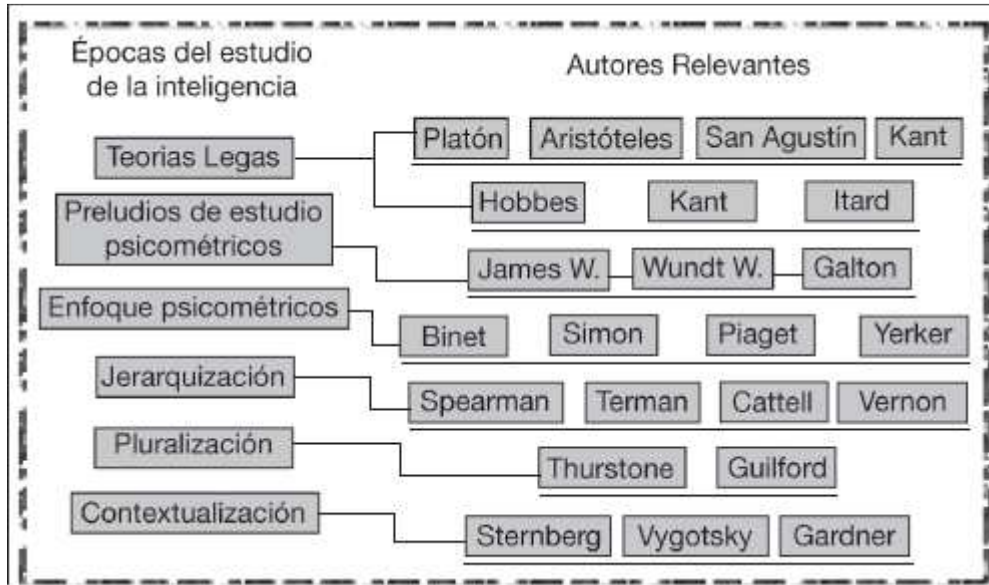 Épocas del estudio
de la inteligencia
Autores Relevantes
Teorias Legas
Platón Aristóteles San Agustín Kant
Hobbes Kant Itard
Preludios de estudio
psicométricos
James W. Wundt W. Galton
Enfoque psicométricos
Binet Simon Piaget Yerker
Jerarquización
Spearman Terman Cattell Vernon
Pluralización
Thurstone Guilford
Contextualización
Sternberg Vygotsky Gardner